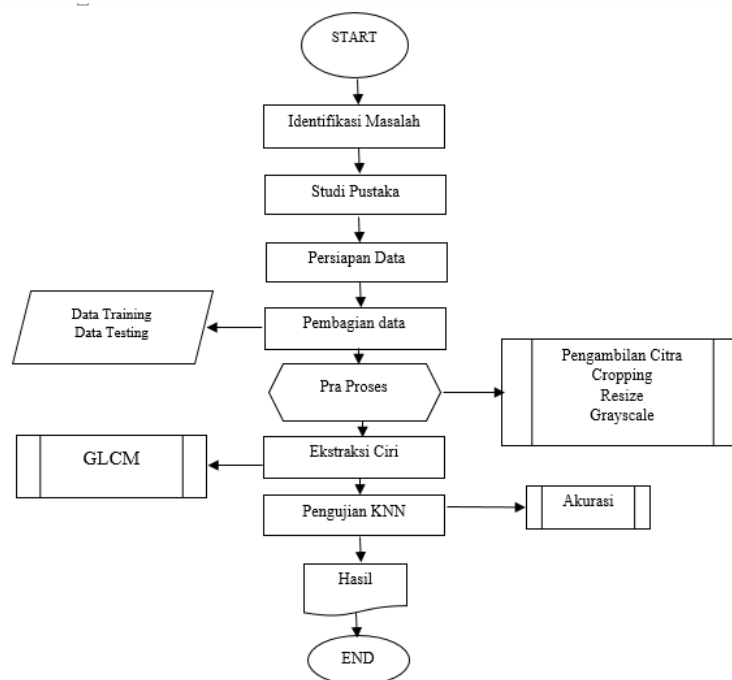 START
Identifikasi Masalah
Studi Pustaka
Persiapan Data
Data Training
Data Testing
Pembagian data
Pra Proses
Pengambilan Citra
Cropping
Resize
Grayscale
GLCM
Ekstraksi Ciri
Pengujian KNN
Akurasi
Hasil
END